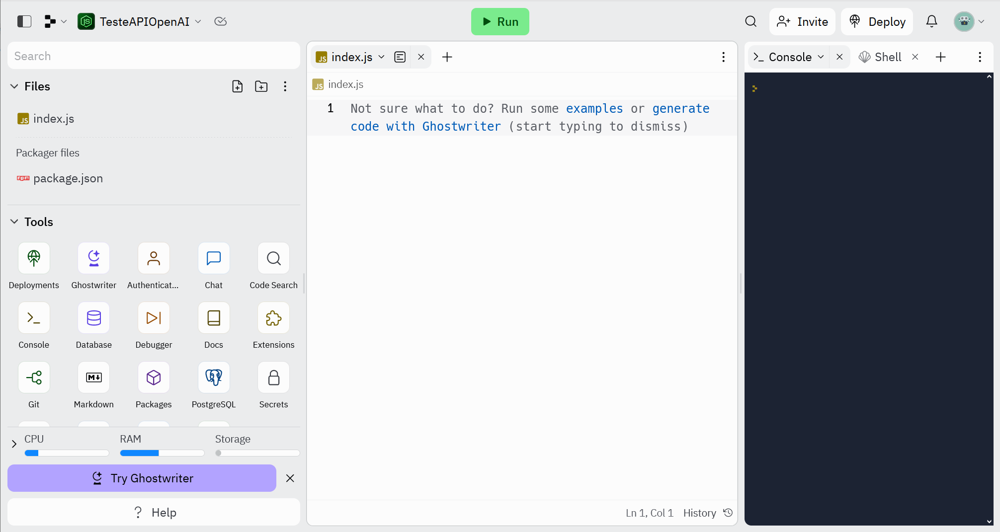 TesteAPIOpenAI
Run
Invite
Deploy
Search
Files
index.js
Packager files
package.json
Tools
Deployments
Ghostwriter
Authenticat...
Chat
Code Search
Console
Database
Debugger
Docs
Extensions
Git
Markdown
Packages
PostgreSQL
Secrets
CPU
RAM
Storage
Try Ghostwriter
? Help
JS index.js
JS index.js
1 Not sure what to do? Run some examples or generate
code with Ghostwriter (start typing to dismiss)
Ln 1, Col 1 History
Console
Shell